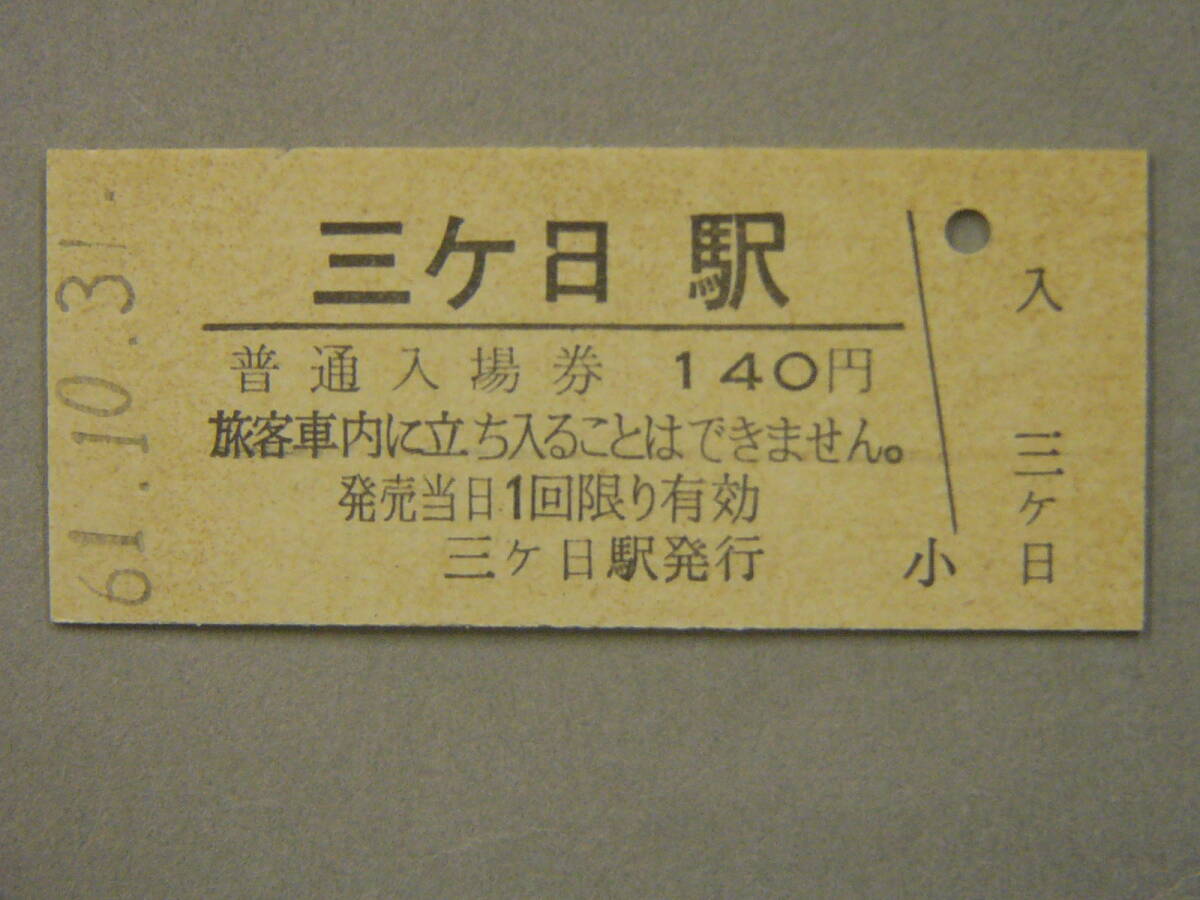 61.10.31.
三ケ日駅
普通入場券 140円
旅客車内に立ち入ることはできません。
発売当日1回限り有効
三ケ日駅発行
小
入
三ケ日